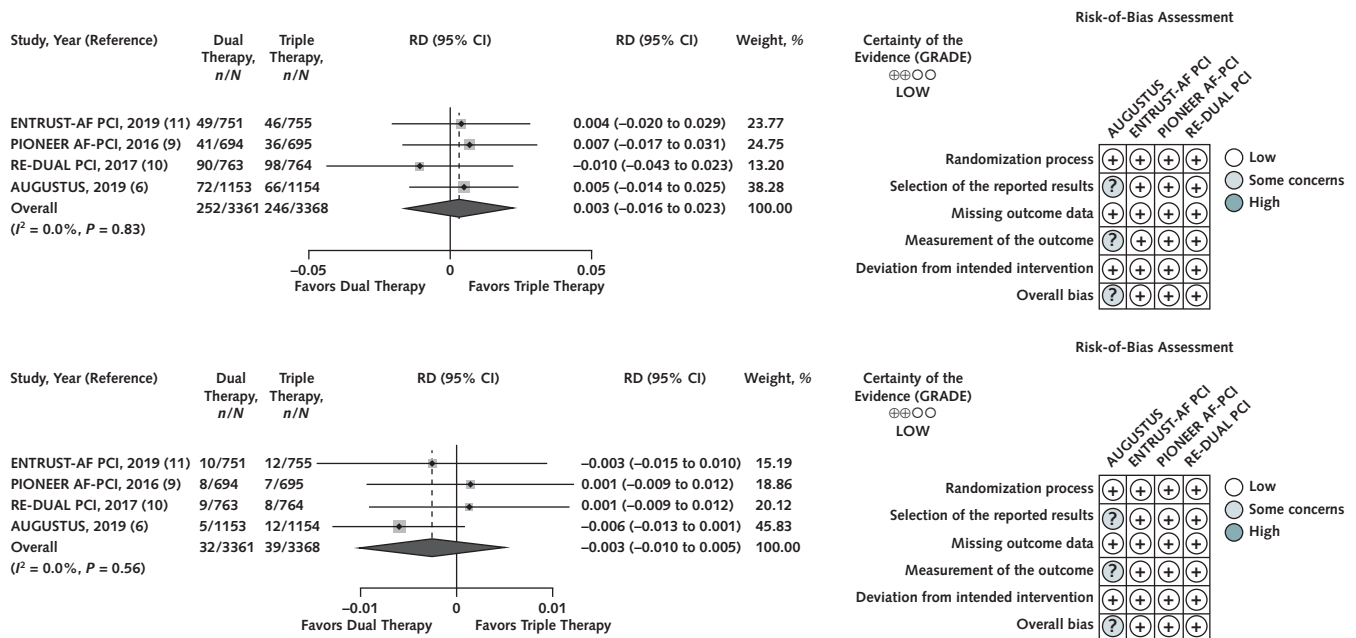 Risk-of-Bias Assessment
Study, Year (Reference) Dual Therapy, n/N Triple Therapy, n/N RD (95% CI) RD (95% CI) Weight, % Certainty of the Evidence (GRADE)
⊕⊕○○
LOW
AUGUSTUS ENTRUST-AF PCI PIONEER AF-PCI RE-DUAL PCI
ENTRUST-AF PCI, 2019 (11) 49/751 46/755 0.004 (−0.020 to 0.029) 23.77
PIONEER AF-PCI, 2016 (9) 41/694 36/695 0.007 (−0.017 to 0.031) 24.75
RE-DUAL PCI, 2017 (10) 90/763 98/764 −0.010 (−0.043 to 0.023) 13.20
AUGUSTUS, 2019 (6) 72/1153 66/1154 0.005 (−0.014 to 0.025) 38.28
Overall 252/3361 246/3368 0.003 (−0.016 to 0.023) 100.00
(I² = 0.0%, P = 0.83)
−0.05 0 0.05
Favors Dual Therapy Favors Triple Therapy
Randomization process + + + +
Selection of the reported results ? + + +
Missing outcome data + + + +
Measurement of the outcome ? + + +
Deviation from intended intervention + + + +
Overall bias ? + + +
Low
Some concerns
High
Risk-of-Bias Assessment
Study, Year (Reference) Dual Therapy, n/N Triple Therapy, n/N RD (95% CI) RD (95% CI) Weight, % Certainty of the Evidence (GRADE)
⊕⊕○○
LOW
AUGUSTUS ENTRUST-AF PCI PIONEER AF-PCI RE-DUAL PCI
ENTRUST-AF PCI, 2019 (11) 10/751 12/755 −0.003 (−0.015 to 0.010) 15.19
PIONEER AF-PCI, 2016 (9) 8/694 7/695 0.001 (−0.009 to 0.012) 18.86
RE-DUAL PCI, 2017 (10) 9/763 8/764 0.001 (−0.009 to 0.012) 20.12
AUGUSTUS, 2019 (6) 5/1153 12/1154 −0.006 (−0.013 to 0.001) 45.83
Overall 32/3361 39/3368 −0.003 (−0.010 to 0.005) 100.00
(I² = 0.0%, P = 0.56)
−0.01 0 0.01
Favors Dual Therapy Favors Triple Therapy
Randomization process + + + +
Selection of the reported results ? + + +
Missing outcome data + + + +
Measurement of the outcome ? + + +
Deviation from intended intervention + + + +
Overall bias ? + + +
Low
Some concerns
High